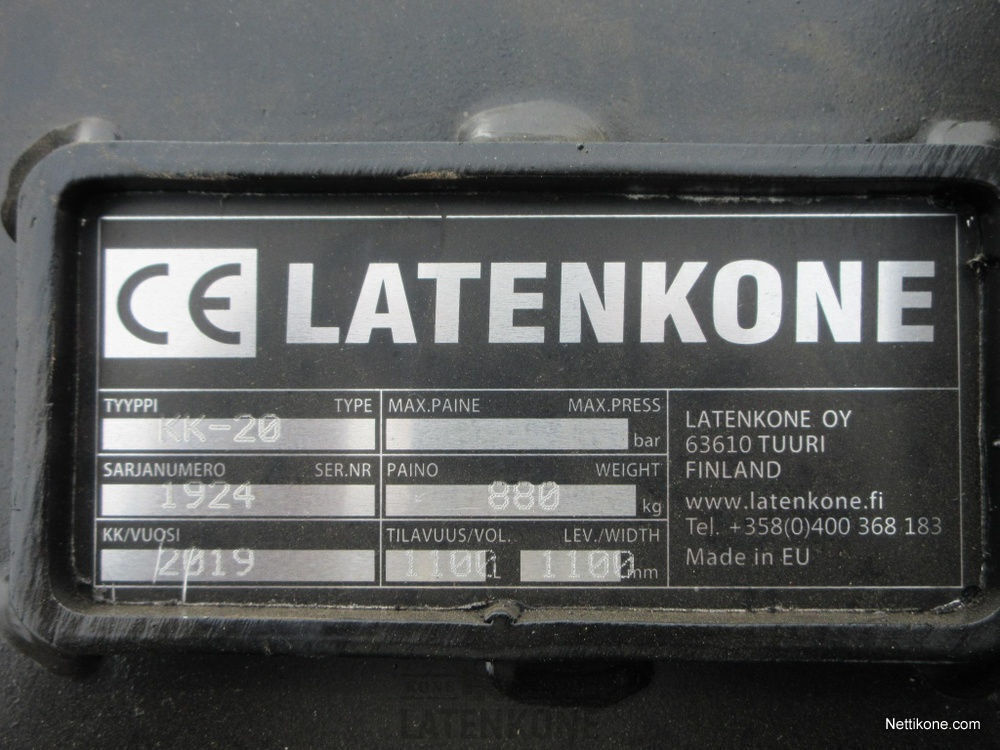 CE LATENKONE
TYYPPI TYPE
KK-20
MAX.PAINE MAX.PRESS
bar
SARJANUMERO SER.NR
1924
PAINO WEIGHT
880 kg
KK/VUOSI
2019
TILAVUUS/VOL. LEV./WIDTH
1100 L 1100 mm
LATENKONE OY
63610 TUURI
FINLAND
www.latenkone.fi
Tel. +358(0)400 368 183
Made in EU
LATENKONE
Nettikone.com